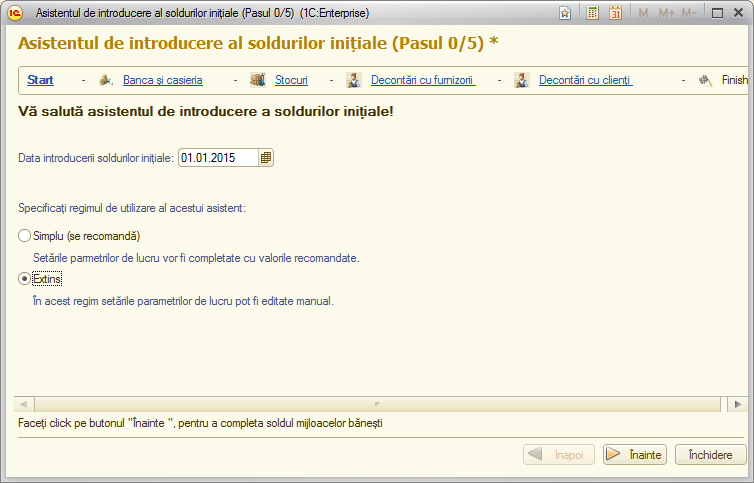 Asistentul de introducere al soldurilor inițiale (Pasul 0/5) (1C:Enterprise)
31 M M+ M-
Asistentul de introducere al soldurilor inițiale (Pasul 0/5) *
Start - Banca și casieria - Stocuri - Decontări cu furnizorii - Decontări cu clienți - Finish
Vă salută asistentul de introducere a soldurilor inițiale!
Data introducerii soldurilor inițiale: 01.01.2015
Specificați regimul de utilizare al acestui asistent:
Simplu (se recomandă)
Setările parmetrilor de lucru vor fi completate cu valorile recomandate.
Extins
În acest regim setările parametrilor de lucru pot fi editate manual.
Faceți click pe butonul "Înainte ", pentru a completa soldul mijloacelor bănești
Inapoi Înainte Închidere